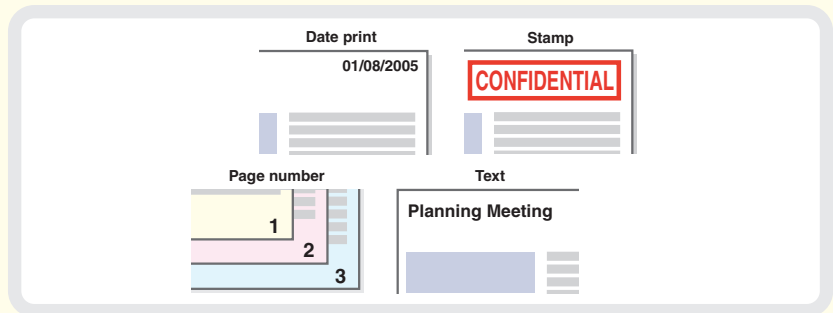 Date print
Stamp
01/08/2005
CONFIDENTIAL
Page number
Text
1
2
3
Planning Meeting